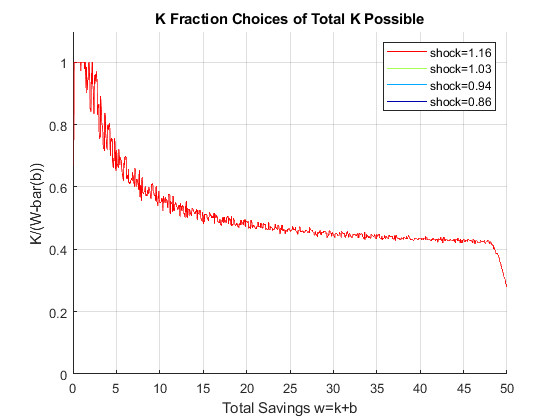 K Fraction Choices of Total K Possible
shock=1.16
shock=1.03
shock=0.94
shock=0.86
1
0.8
0.6
0.4
0.2
0
K/(W-bar(b))
0 5 10 15 20 25 30 35 40 45 50
Total Savings w=k+b